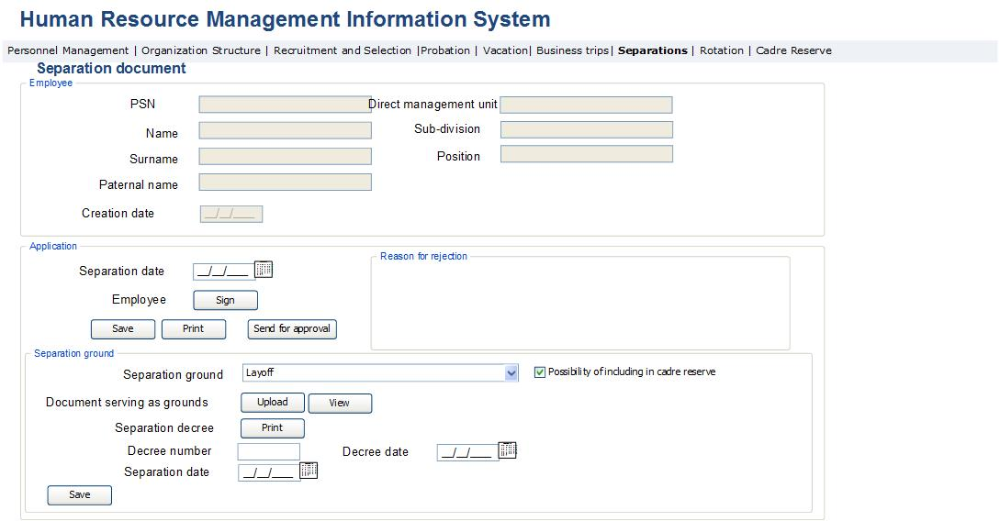 Human Resource Management Information System
Personnel Management | Organization Structure | Recruitment and Selection |Probation | Vacation| Business trips| Separations | Rotation | Cadre Reserve
Separation document
Employee
PSN
Direct management unit
Name
Sub-division
Surname
Position
Paternal name
Creation date __/__/____
Application
Reason for rejection
Separation date __/__/____
Employee Sign
Save Print Send for approval
Separation ground
Separation ground Layoff Possibility of including in cadre reserve
Document serving as grounds Upload View
Separation decree Print
Decree number Decree date __/__/____
Separation date __/__/____
Save